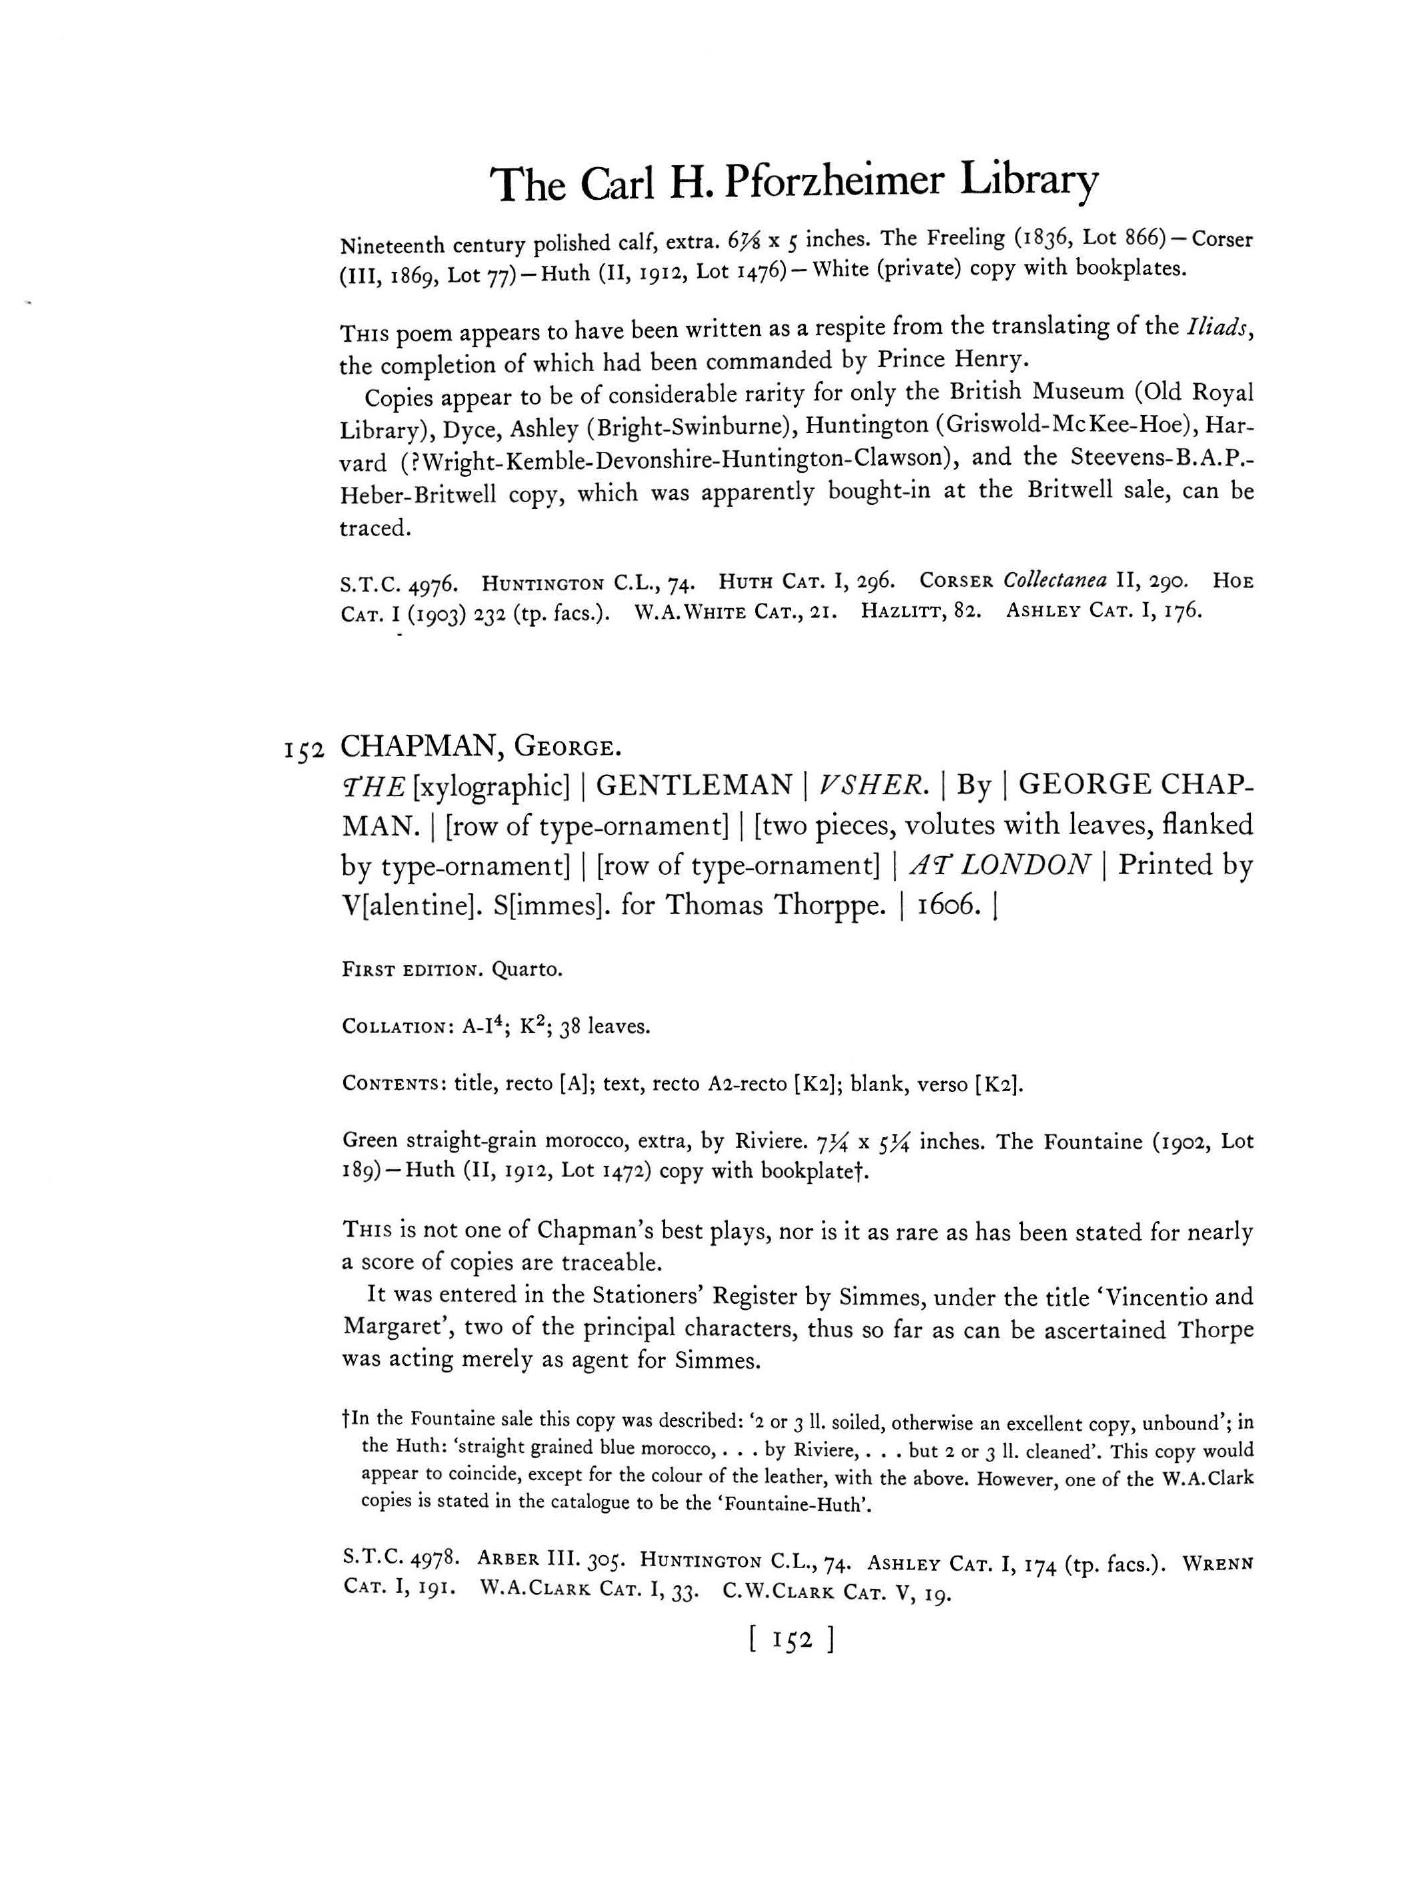 The Carl H. Pforzheimer Library
Nineteenth century polished calf, extra. 6⅞ x 5 inches. The Freeling (1836, Lot 866)—Corser
(III, 1869, Lot 77)—Huth (II, 1912, Lot 1476)—White (private) copy with bookplates.
THIS poem appears to have been written as a respite from the translating of the Iliads,
the completion of which had been commanded by Prince Henry.
Copies appear to be of considerable rarity for only the British Museum (Old Royal
Library), Dyce, Ashley (Bright-Swinburne), Huntington (Griswold-McKee-Hoe), Har-
vard (?Wright-Kemble-Devonshire-Huntington-Clawson), and the Steevens-B.A.P.-
Heber-Britwell copy, which was apparently bought-in at the Britwell sale, can be
traced.
S.T.C. 4976. HUNTINGTON C.L., 74. HUTH CAT. I, 296. CORSER Collectanea II, 290. HOE
CAT. I (1903) 232 (tp. facs.). W.A.WHITE CAT., 21. HAZLITT, 82. ASHLEY CAT. I, 176.
152 CHAPMAN, GEORGE.
THE [xylographic] | GENTLEMAN | VSHER. | By | GEORGE CHAP-
MAN. | [row of type-ornament] | [two pieces, volutes with leaves, flanked
by type-ornament] | [row of type-ornament] | AT LONDON | Printed by
V[alentine]. S[immes]. for Thomas Thorppe. | 1606. |
FIRST EDITION. Quarto.
COLLATION: A-I⁴; K²; 38 leaves.
CONTENTS: title, recto [A]; text, recto A2-recto [K2]; blank, verso [K2].
Green straight-grain morocco, extra, by Riviere. 7¼ x 5¼ inches. The Fountaine (1902, Lot
189)—Huth (II, 1912, Lot 1472) copy with bookplate†.
THIS is not one of Chapman's best plays, nor is it as rare as has been stated for nearly
a score of copies are traceable.
It was entered in the Stationers' Register by Simmes, under the title 'Vincentio and
Margaret', two of the principal characters, thus so far as can be ascertained Thorpe
was acting merely as agent for Simmes.
†In the Fountaine sale this copy was described: '2 or 3 ll. soiled, otherwise an excellent copy, unbound'; in
the Huth: 'straight grained blue morocco, . . . by Riviere, . . . but 2 or 3 ll. cleaned'. This copy would
appear to coincide, except for the colour of the leather, with the above. However, one of the W.A.Clark
copies is stated in the catalogue to be the 'Fountaine-Huth'.
S.T.C. 4978. ARBER III. 305. HUNTINGTON C.L., 74. ASHLEY CAT. I, 174 (tp. facs.). WRENN
CAT. I, 191. W.A.CLARK CAT. I, 33. C.W.CLARK CAT. V, 19.
[ 152 ]